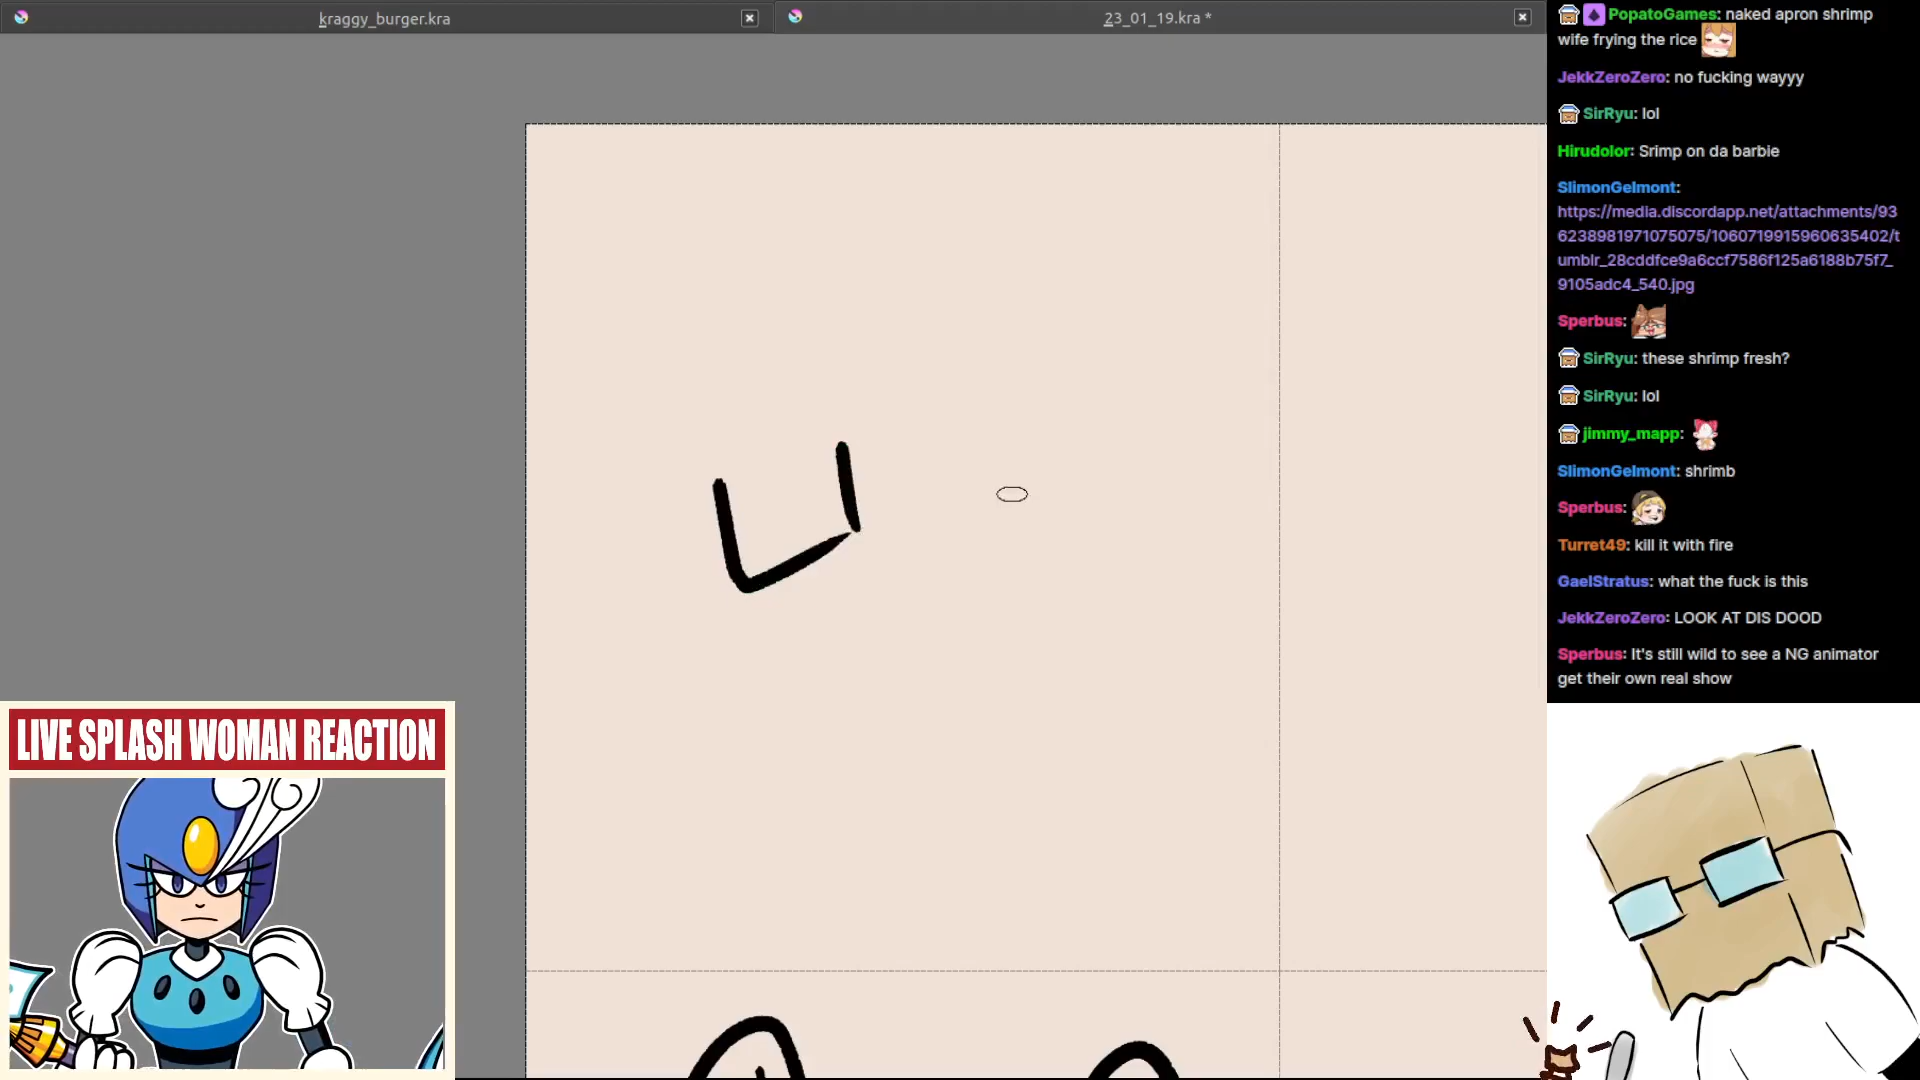 kraggy_burger.kra
23_01_19.kra *
PopatoGames: naked apron shrimp
wife frying the rice
JekkZeroZero: no fucking wayyy
SirRyu: lol
Hirudolor: Srimp on da barbie
SlimonGelmont:
https://media.discordapp.net/attachments/93
6238981971075075/1060719915960635402/t
umblr_28cddfce9a6ccf7586f125a6188b75f7_
9105adc4_540.jpg
Sperbus:
SirRyu: these shrimp fresh?
SirRyu: lol
jimmy_mapp:
SlimonGelmont: shrimb
Sperbus:
Turret49: kill it with fire
GaelStratus: what the fuck is this
JekkZeroZero: LOOK AT DIS DOOD
Sperbus: It's still wild to see a NG animator
get their own real show
LIVE SPLASH WOMAN REACTION